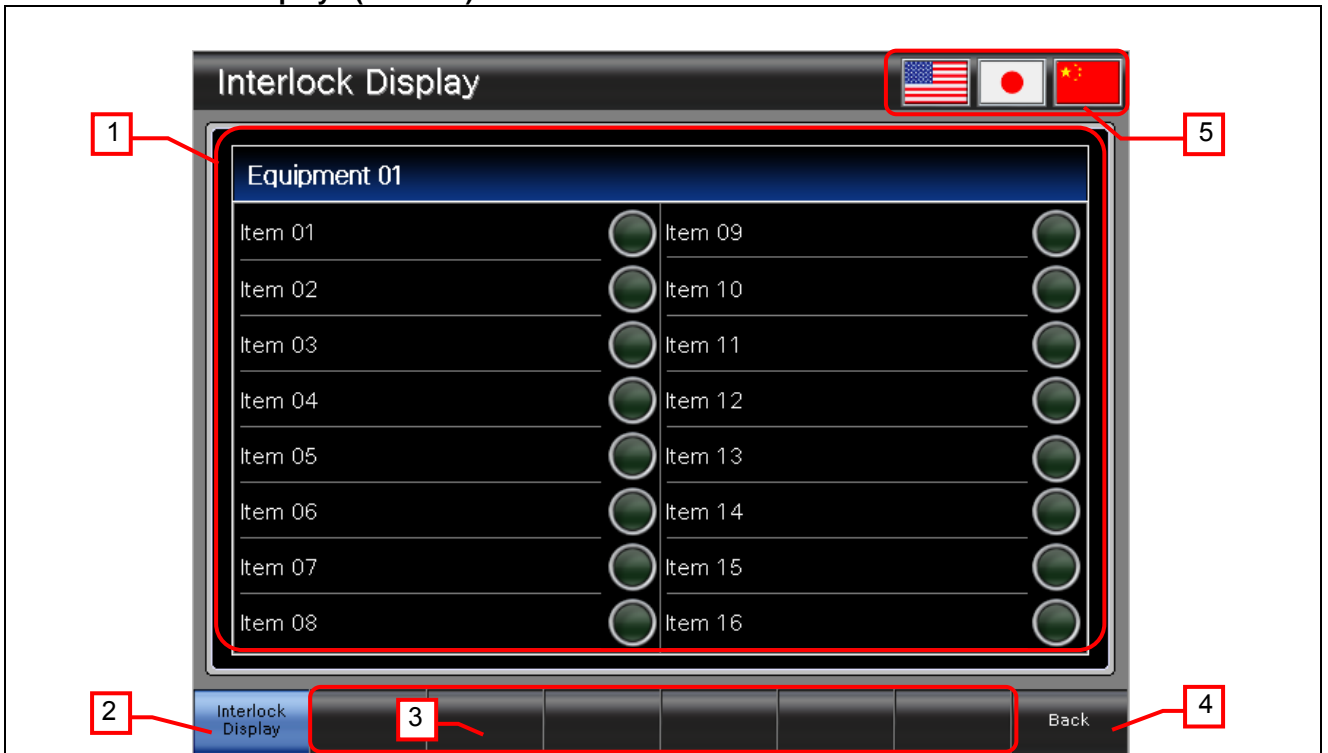 Interlock Display
1
5
Equipment 01
Item 01 Item 09
Item 02 Item 10
Item 03 Item 11
Item 04 Item 12
Item 05 Item 13
Item 06 Item 14
Item 07 Item 15
Item 08 Item 16
2
Interlock
Display
3
Back
4